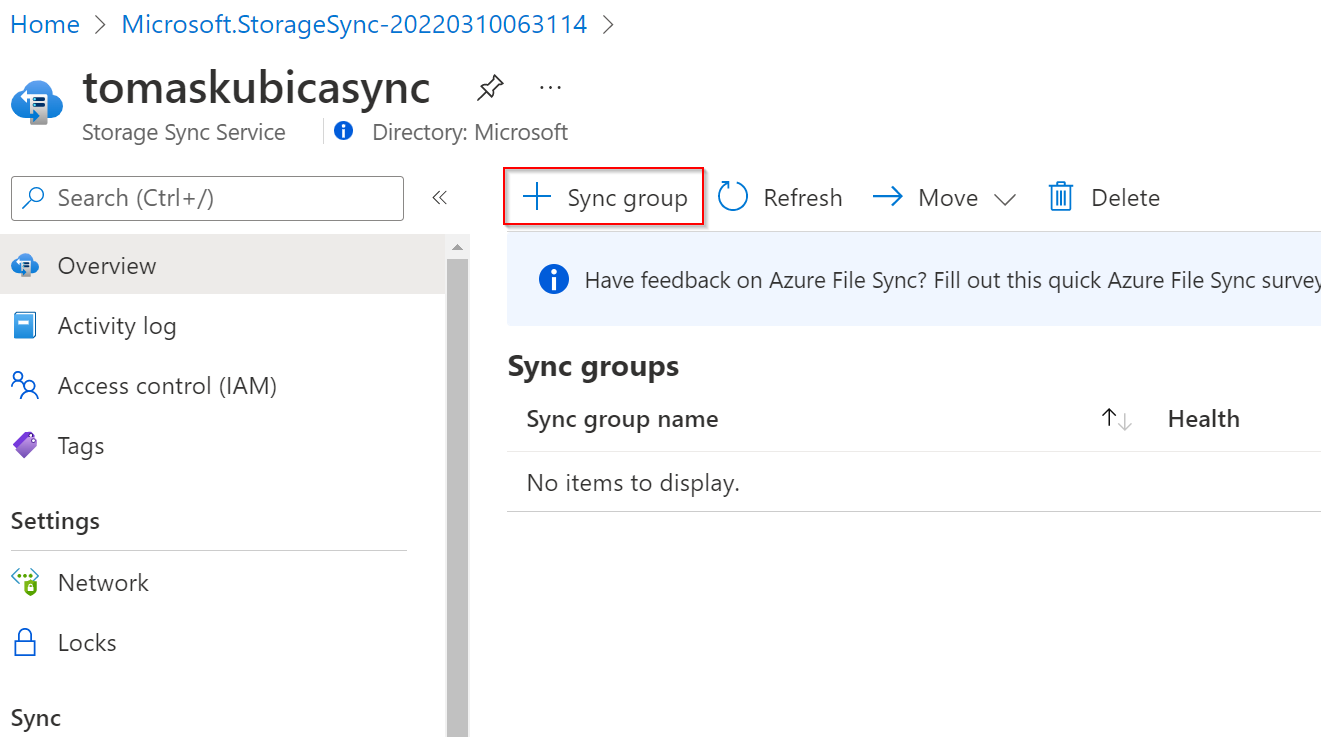 Home > Microsoft.StorageSync-20220310063114 >
tomaskubicasync ...
Storage Sync Service Directory: Microsoft
Search (Ctrl+/) «
+ Sync group Refresh Move Delete
Overview
Activity log
Access control (IAM)
Tags
Settings
Network
Locks
Sync
Have feedback on Azure File Sync? Fill out this quick Azure File Sync survey
Sync groups
Sync group name ↑↓ Health
No items to display.